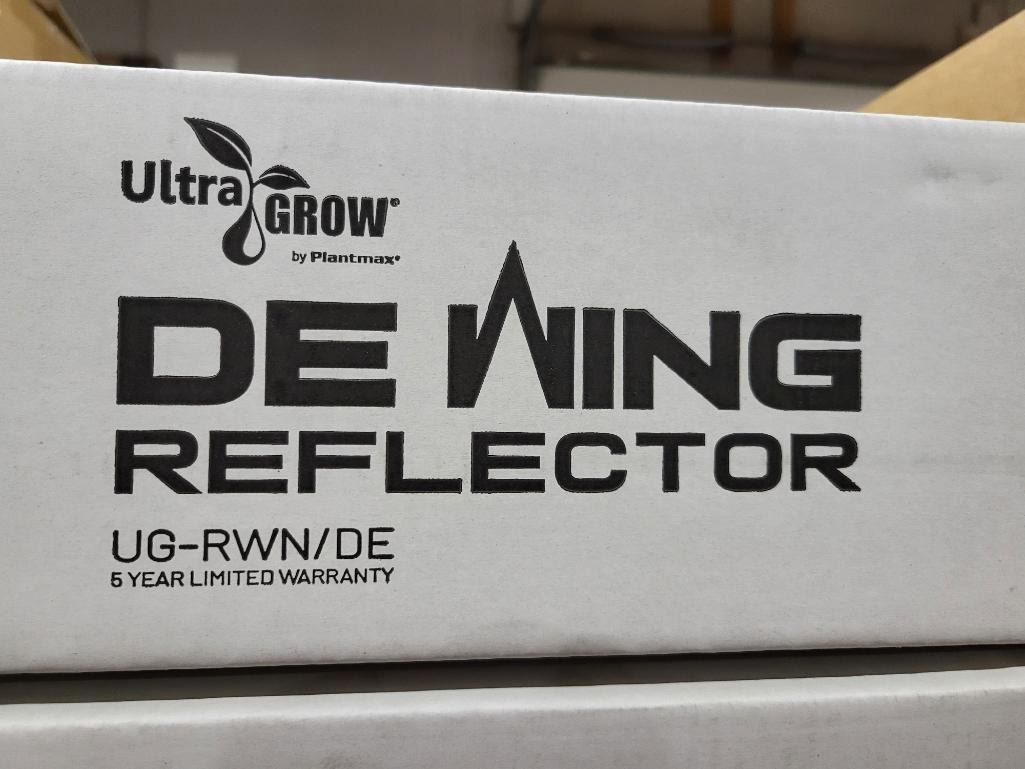 Ultra GROW®
by Plantmax®
DE WING
REFLECTOR
UG-RWN/DE
5 YEAR LIMITED WARRANTY